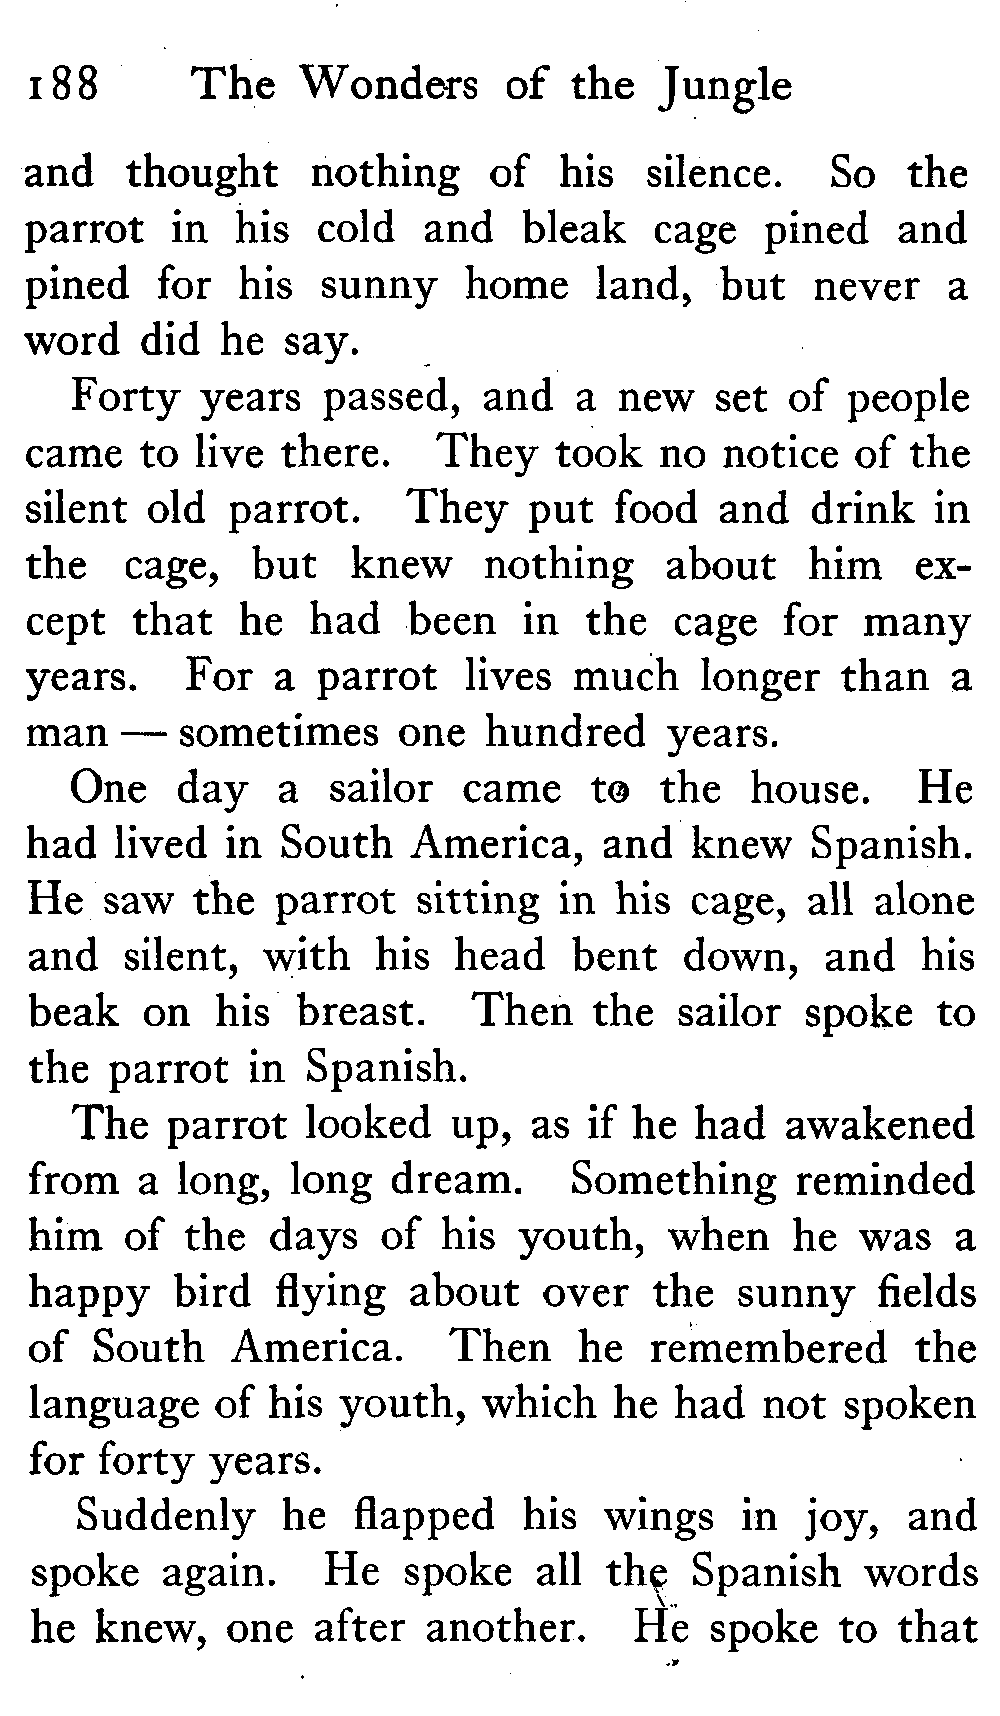 188 The Wonders of the Jungle
and thought nothing of his silence. So the
parrot in his cold and bleak cage pined and
pined for his sunny home land, but never a
word did he say.
Forty years passed, and a new set of people
came to live there. They took no notice of the
silent old parrot. They put food and drink in
the cage, but knew nothing about him ex-
cept that he had been in the cage for many
years. For a parrot lives much longer than a
man — sometimes one hundred years.
One day a sailor came to the house. He
had lived in South America, and knew Spanish.
He saw the parrot sitting in his cage, all alone
and silent, with his head bent down, and his
beak on his breast. Then the sailor spoke to
the parrot in Spanish.
The parrot looked up, as if he had awakened
from a long, long dream. Something reminded
him of the days of his youth, when he was a
happy bird flying about over the sunny fields
of South America. Then he remembered the
language of his youth, which he had not spoken
for forty years.
Suddenly he flapped his wings in joy, and
spoke again. He spoke all the Spanish words
he knew, one after another. He spoke to that